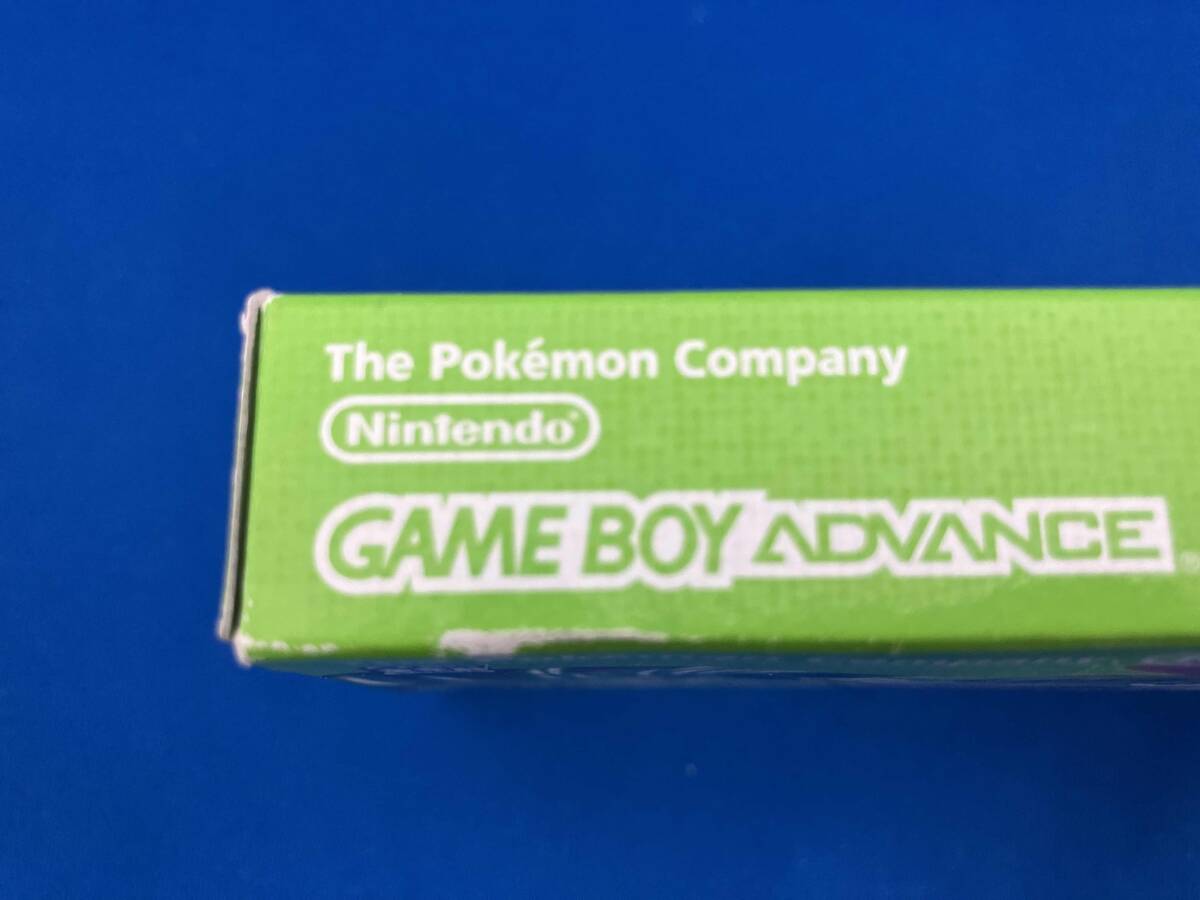 The Pokémon Company
Nintendo®
GAME BOY ADVANCE